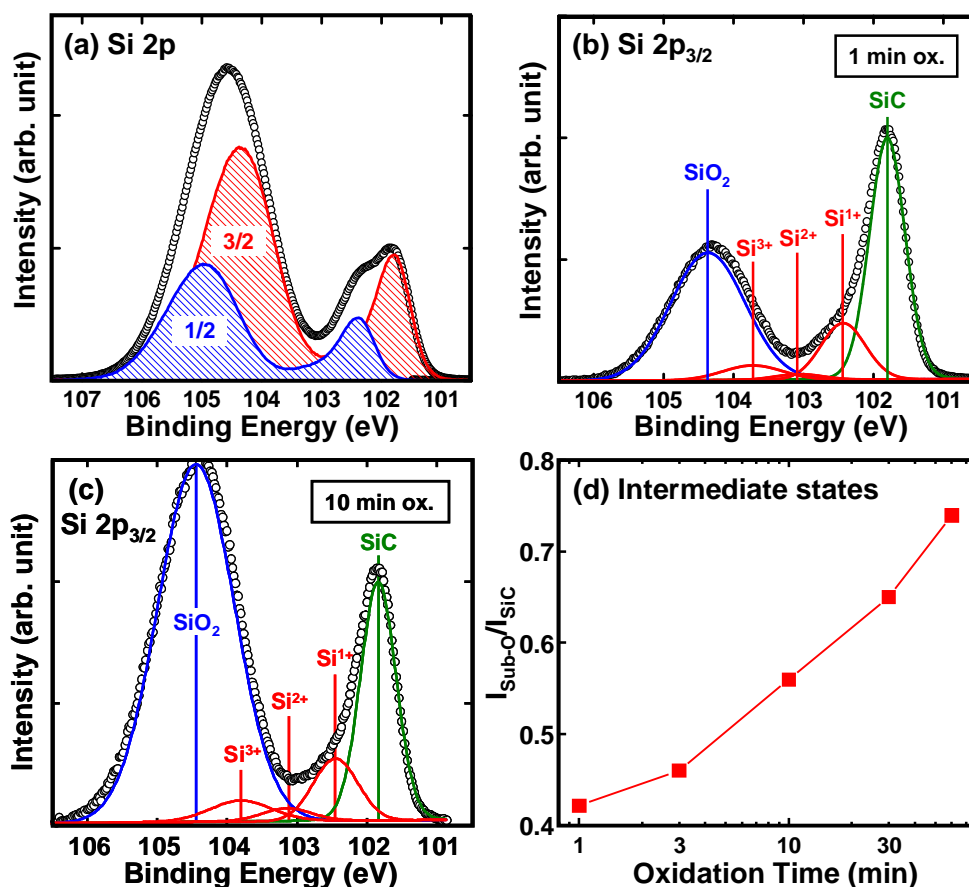 (a) Si 2p
Intensity (arb. unit)
3/2
1/2
107 106 105 104 103 102 101
Binding Energy (eV)
(b) Si 2p3/2
1 min ox.
Intensity (arb. unit)
SiC
SiO2
Si3+
Si2+
Si1+
106 105 104 103 102 101
Binding Energy (eV)
(c)
Si 2p3/2
10 min ox.
Intensity (arb. unit)
SiC
SiO2
Si1+
Si2+
Si3+
106 105 104 103 102 101
Binding Energy (eV)
(d) Intermediate states
ISub-O/ISiC
0.8
0.7
0.6
0.5
0.4
1 3 10 30
Oxidation Time (min)